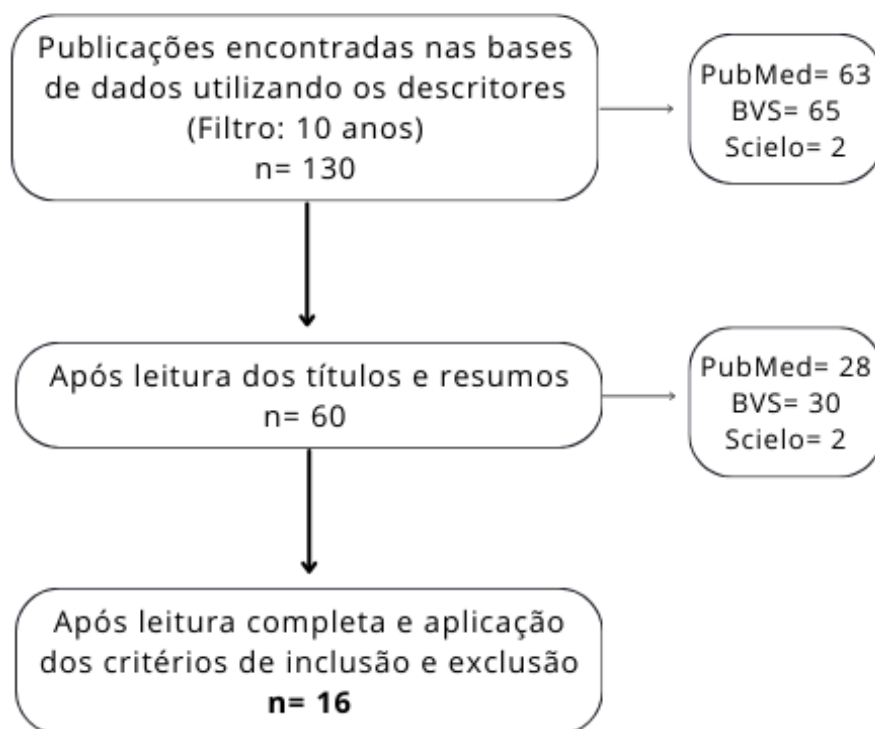 Publicações encontradas nas bases
de dados utilizando os descritores
(Filtro: 10 anos)
n= 130
PubMed= 63
BVS= 65
Scielo= 2
Após leitura dos títulos e resumos
n= 60
PubMed= 28
BVS= 30
Scielo= 2
Após leitura completa e aplicação
dos critérios de inclusão e exclusão
n= 16